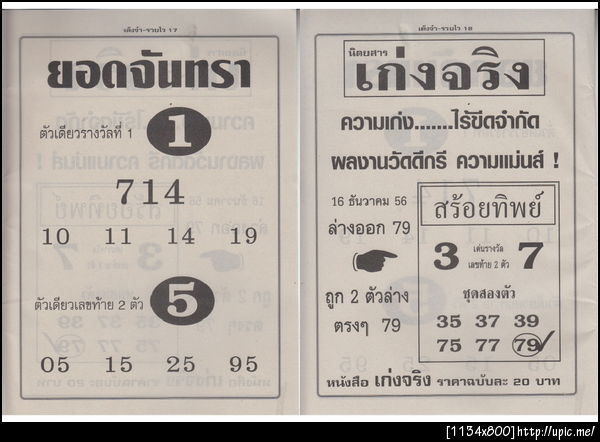 เด็งจ๋า-รวยไว 17
ยอดจันทรา
ตัวเดียวรางวัลที่ 1
1
714
10 11 14 19
ตัวเดียวเลขท้าย 2 ตัว
5
05 15 25 95
เด็งจ๋า-รวยไว 18
นิตยสาร
เก่งจริง
ความเก่ง.......ไร้ขีดจำกัด
ผลงานวัดดีกรี ความแม่นส์ !
16 ธันวาคม 56
ล่างออก 79
ถูก 2 ตัวล่าง
ตรงๆ 79
สร้อยทิพย์
3 เด่นรางวัล 7
เลขท้าย 2 ตัว
ชุดสองตัว
35 37 39
75 77 79
หนังสือ เก่งจริง ราคาฉบับละ 20 บาท
[1134x800]http://upic.me/